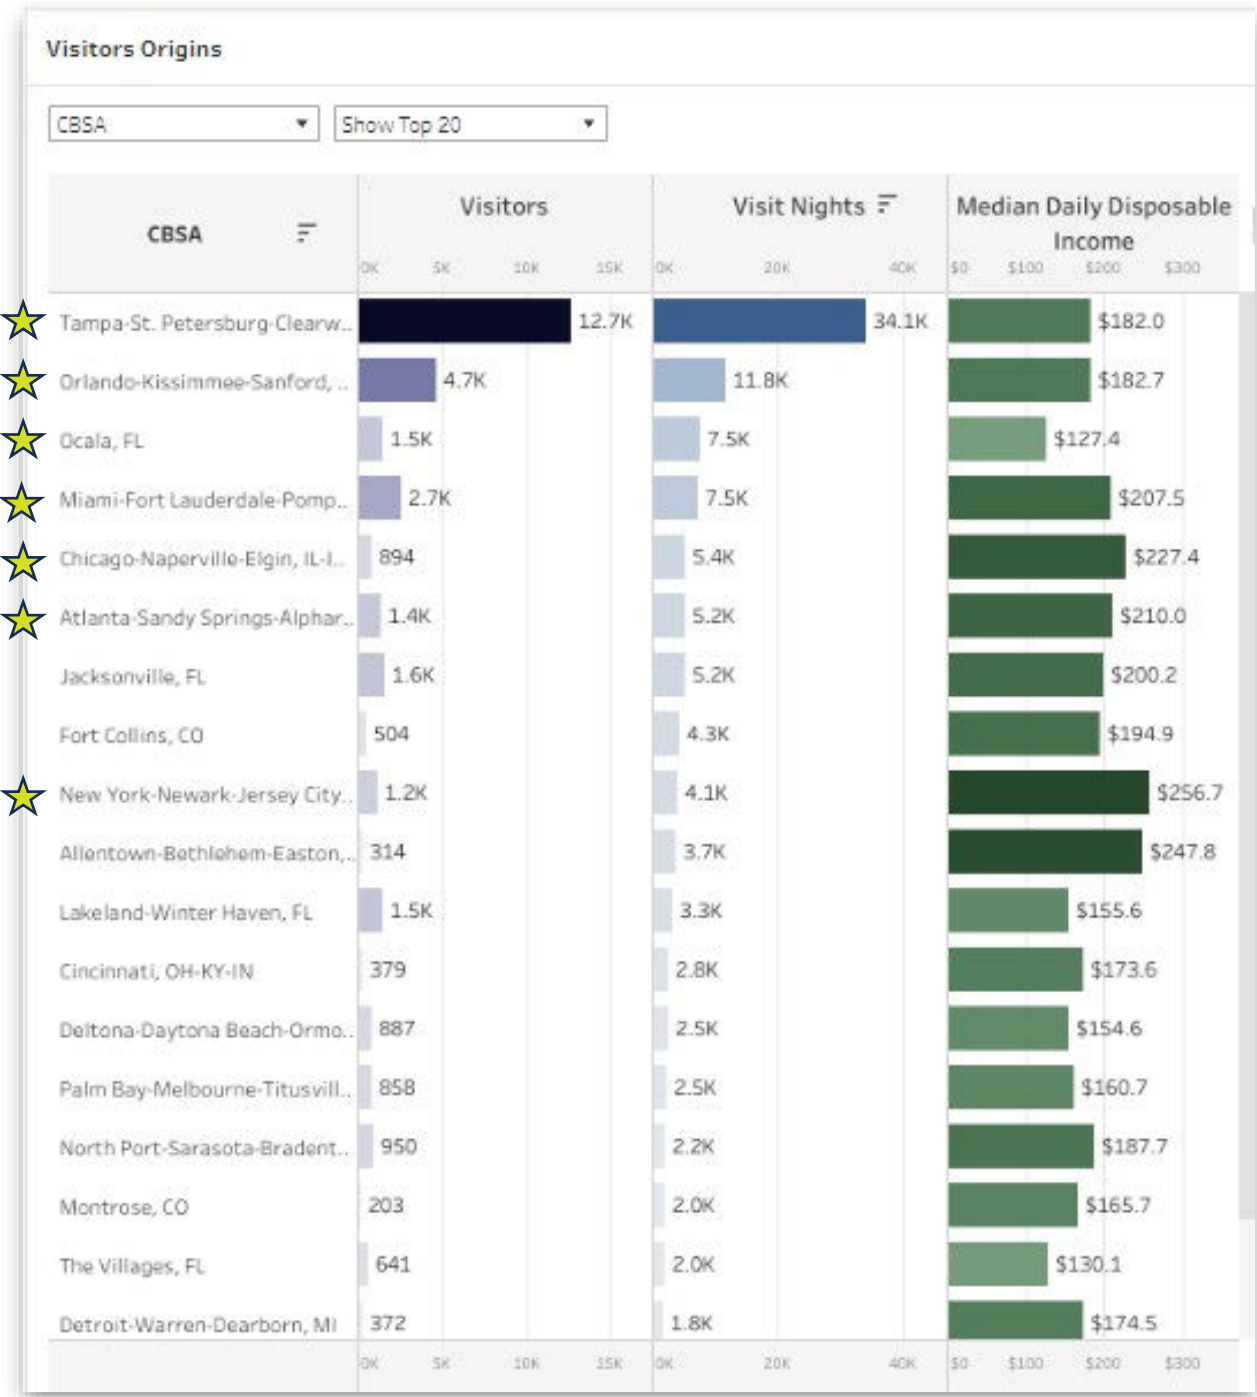 Visitors Origins
CBSA Show Top 20
CBSA Visitors Visit Nights Median Daily Disposable Income
0K 5K 10K 15K 0K 20K 40K $0 $100 $200 $300
Tampa-St. Petersburg-Clearw.. 12.7K 34.1K $182.0
Orlando-Kissimmee-Sanford, .. 4.7K 11.8K $182.7
Ocala, FL 1.5K 7.5K $127.4
Miami-Fort Lauderdale-Pomp.. 2.7K 7.5K $207.5
Chicago-Naperville-Elgin, IL-I.. 894 5.4K $227.4
Atlanta-Sandy Springs-Alphar.. 1.4K 5.2K $210.0
Jacksonville, FL 1.6K 5.2K $200.2
Fort Collins, CO 504 4.3K $194.9
New York-Newark-Jersey City.. 1.2K 4.1K $256.7
Allentown-Bethlehem-Easton,.. 314 3.7K $247.8
Lakeland-Winter Haven, FL 1.5K 3.3K $155.6
Cincinnati, OH-KY-IN 379 2.8K $173.6
Deltona-Daytona Beach-Ormo.. 887 2.5K $154.6
Palm Bay-Melbourne-Titusvill.. 858 2.5K $160.7
North Port-Sarasota-Bradent.. 950 2.2K $187.7
Montrose, CO 203 2.0K $165.7
The Villages, FL 641 2.0K $130.1
Detroit-Warren-Dearborn, MI 372 1.8K $174.5
0K 5K 10K 15K 0K 20K 40K $0 $100 $200 $300